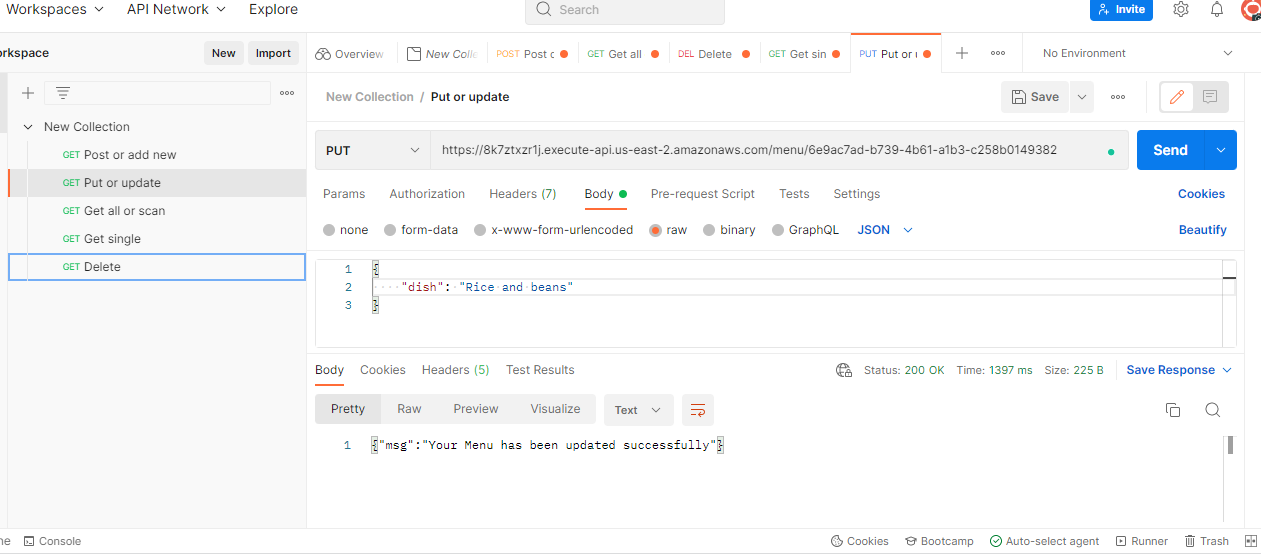 Workspaces API Network Explore Search Invite
orkspace New Import
Overview New Colle POST Post c GET Get all DEL Delete GET Get sin PUT Put or u No Environment
New Collection / Put or update Save
New Collection
GET Post or add new
GET Put or update
GET Get all or scan
GET Get single
GET Delete
PUT https://8k7ztxzr1j.execute-api.us-east-2.amazonaws.com/menu/6e9ac7ad-b739-4b61-a1b3-c258b0149382 Send
Params Authorization Headers (7) Body Pre-request Script Tests Settings Cookies
none form-data x-www-form-urlencoded raw binary GraphQL JSON Beautify
1 {
2 "dish": "Rice and beans"
3 }
Body Cookies Headers (5) Test Results Status: 200 OK Time: 1397 ms Size: 225 B Save Response
Pretty Raw Preview Visualize Text
1 {"msg":"Your Menu has been updated successfully"}
ne Console Cookies Bootcamp Auto-select agent Runner Trash